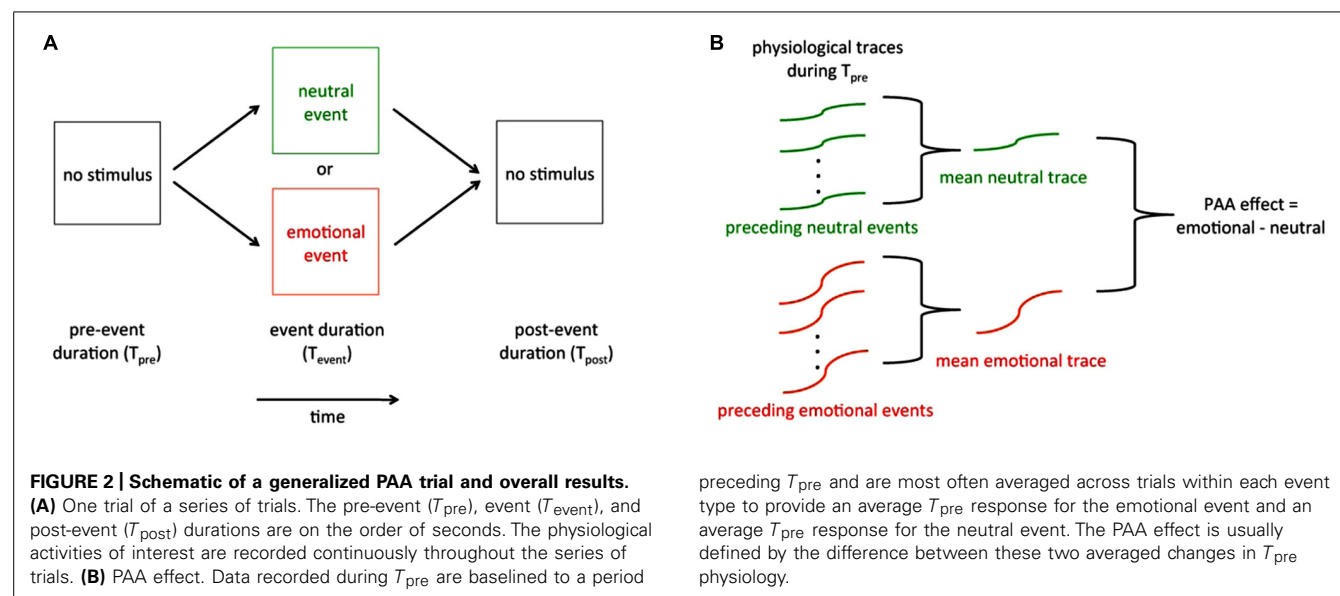 A
neutral
event
no stimulus
or
no stimulus
emotional
event
pre-event
duration (Tpre)
event duration
(Tevent)
post-event
duration (Tpost)
time
B
physiological traces
during Tpre
mean neutral trace
preceding neutral events
PAA effect =
emotional - neutral
mean emotional trace
preceding emotional events
FIGURE 2 | Schematic of a generalized PAA trial and overall results.
(A) One trial of a series of trials. The pre-event (Tpre), event (Tevent), and
post-event (Tpost) durations are on the order of seconds. The physiological
activities of interest are recorded continuously throughout the series of
trials. (B) PAA effect. Data recorded during Tpre are baselined to a period
preceding Tpre and are most often averaged across trials within each event
type to provide an average Tpre response for the emotional event and an
average Tpre response for the neutral event. The PAA effect is usually
defined by the difference between these two averaged changes in Tpre
physiology.